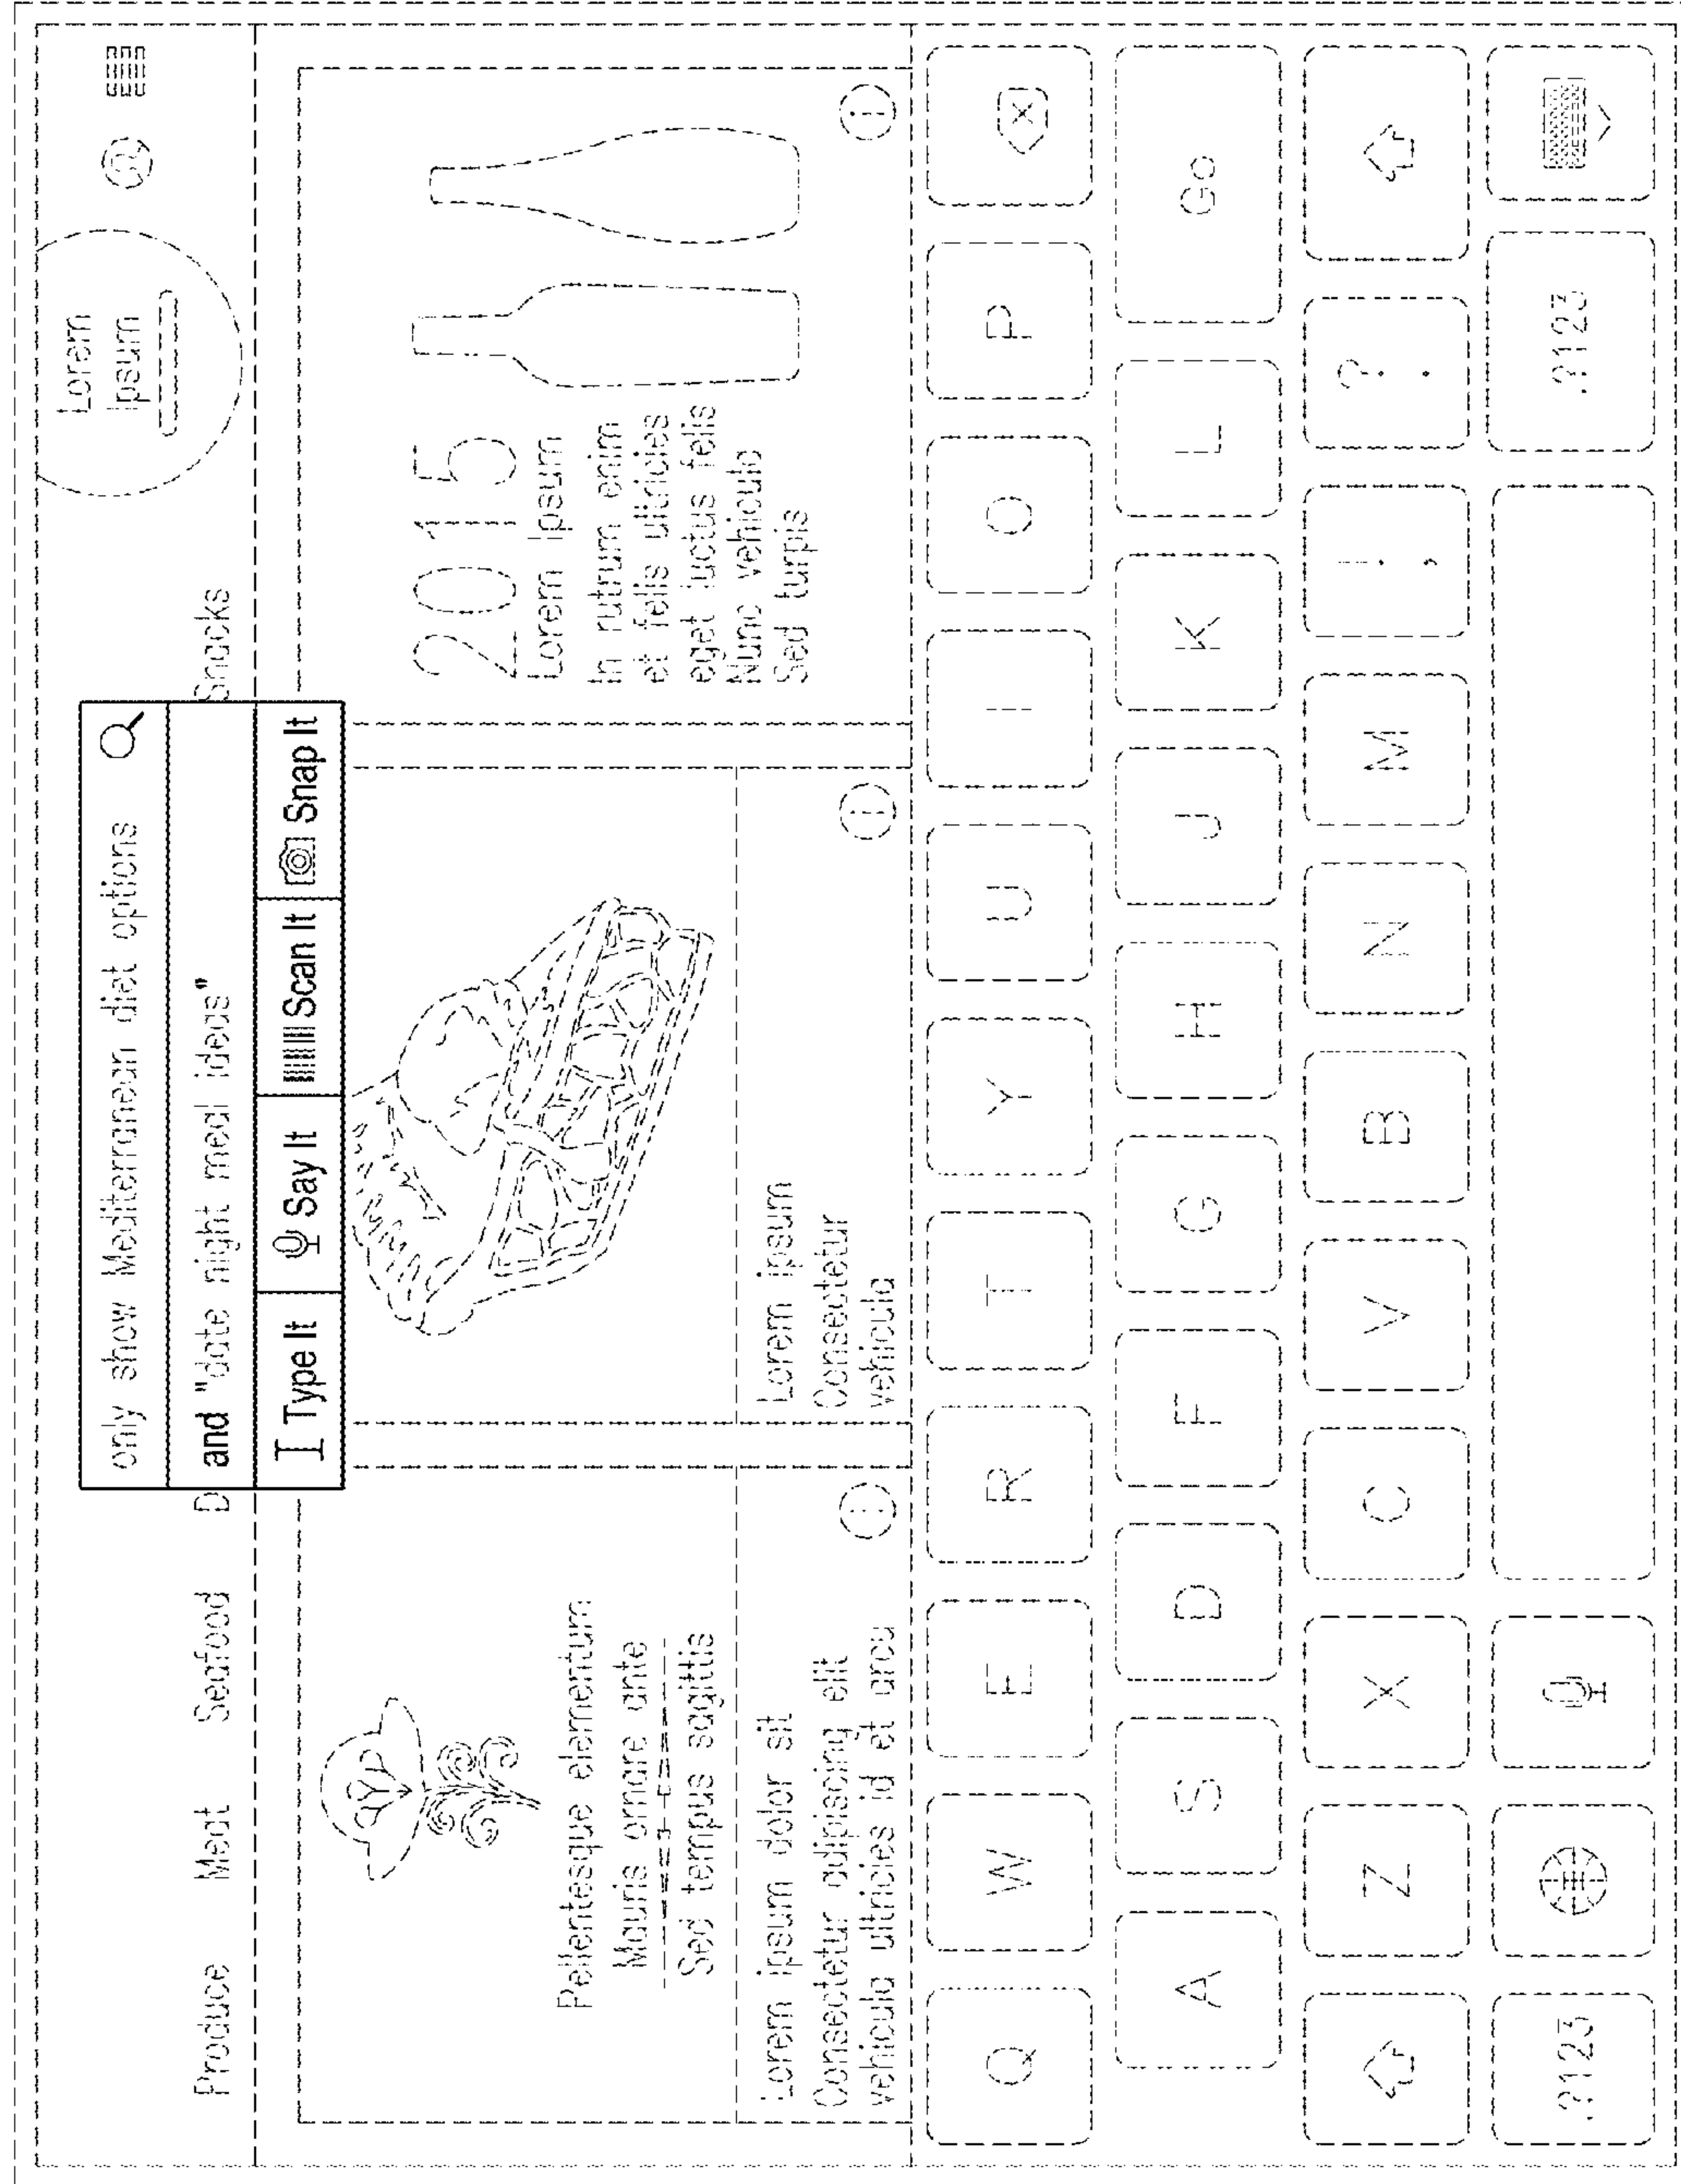 Lorem
Ipsum
only show Mediterranean diet options
and "date night meal ideas"
Type It Say It Scan It Snap It
Produce Meat Seafood D Snacks
Pellentesque elementum
Mauris ornare ante
Sed tempus sagittis
Lorem ipsum dolor sit
Consectetur adipiscing elit
vehicula ultricies id et arcu
i
Lorem ipsum
Consectetur
vehicula
i
2015
Lorem Ipsum
In rutrum enim
et felis ultricies
eget luctus felis
Nunc vehicula
Sed turpis
i
Q W E R T Y U I O P
A S D F G H J K L Go
Z X C V B N M ! , ? .
.?123 .?123